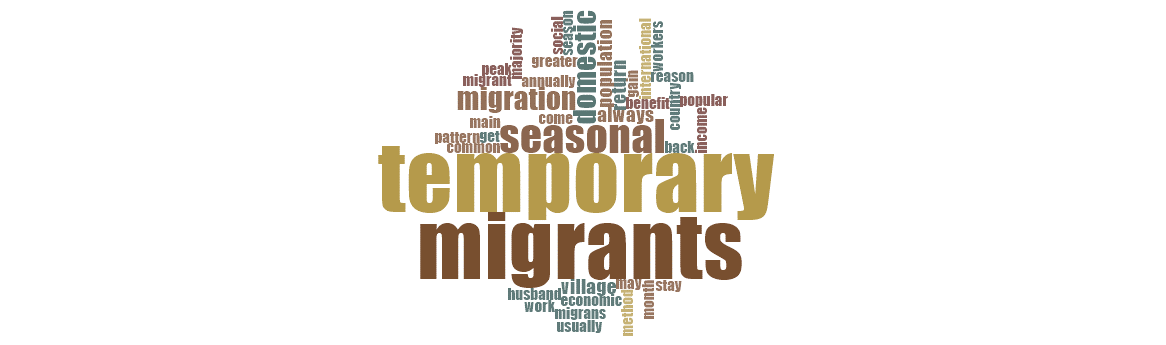 season
social
domestic
population
international
workers
majority
greater
return
gain
peak
reason
migrant
annually
migration
benefit
popular
country
income
always
come
main
seasonal
pattern
get
common
back
temporary
migrants
village
may
month
stay
husband
economic
method
work
migrans
usually